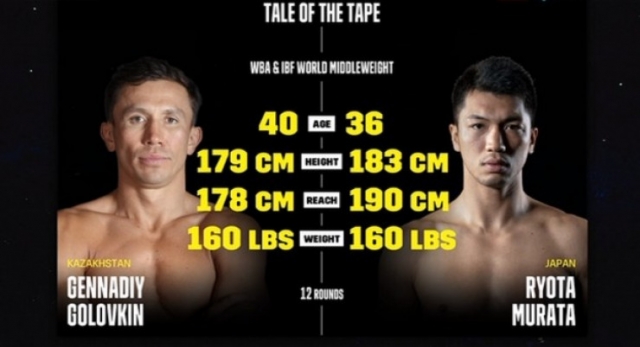 TALE OF THE TAPE
WBA & IBF WORLD MIDDLEWEIGHT
40 AGE 36
179 CM HEIGHT 183 CM
178 CM REACH 190 CM
160 LBS WEIGHT 160 LBS
KAZAKHSTAN
GENNADIY
GOLOVKIN
12 ROUNDS
JAPAN
RYOTA
MURATA